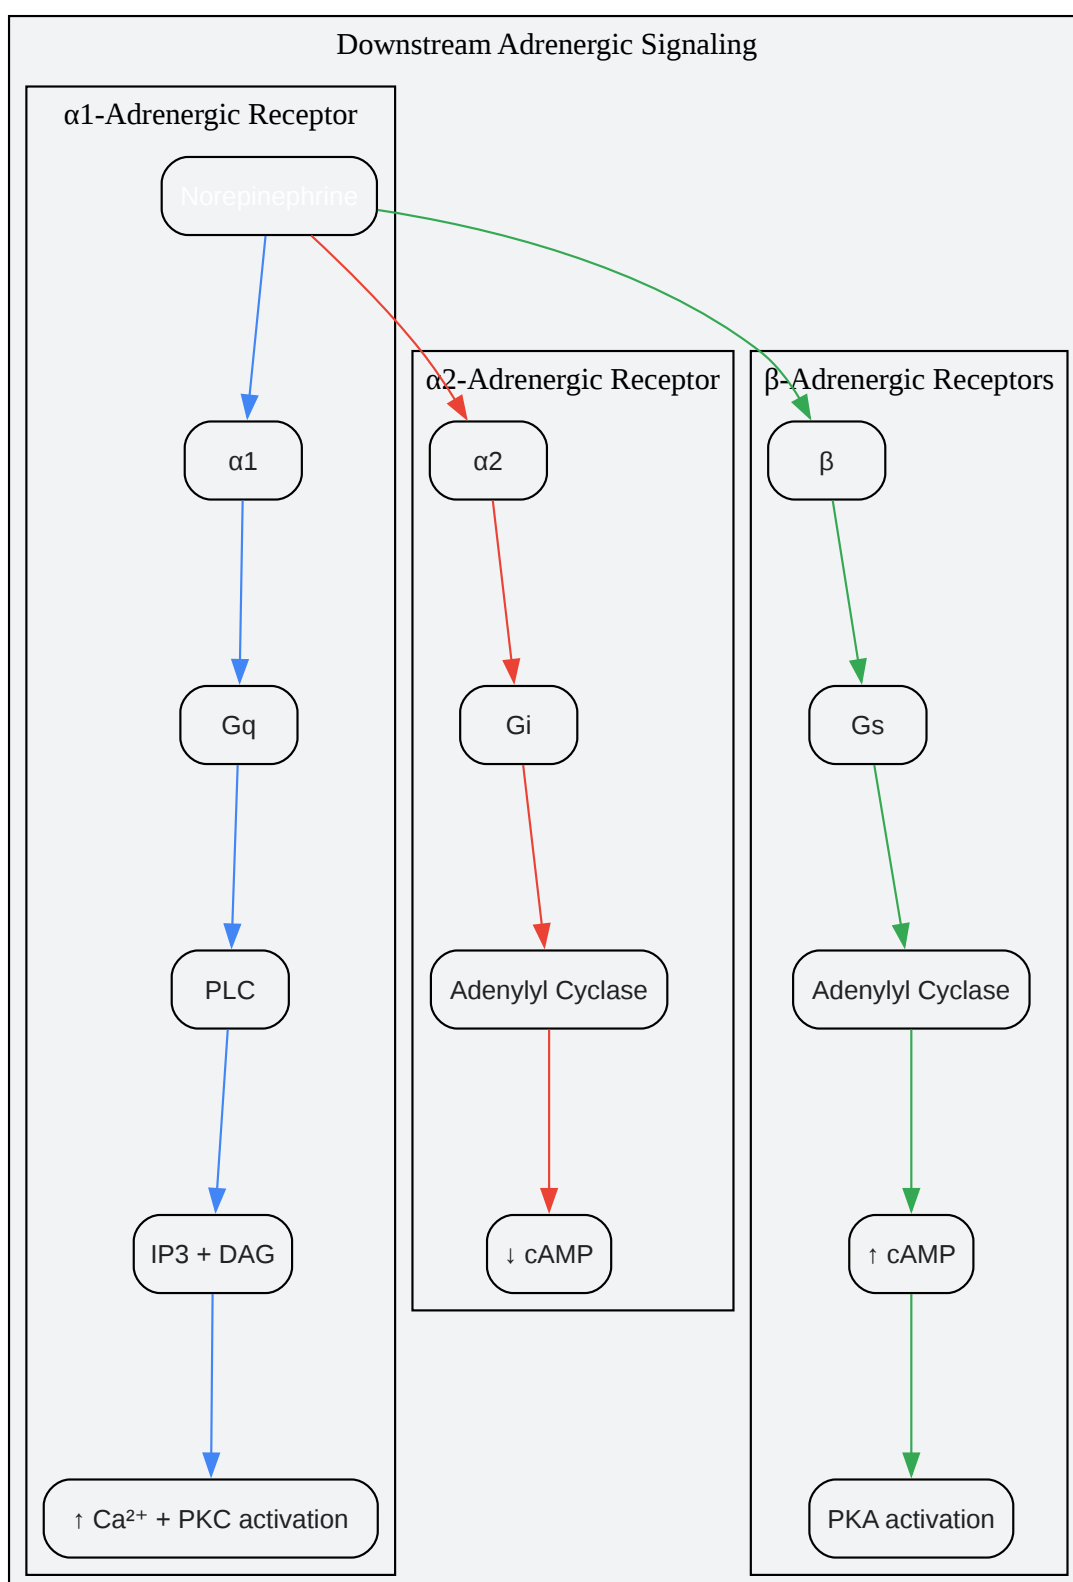 Downstream Adrenergic Signaling
α1-Adrenergic Receptor
Norepinephrine
α2-Adrenergic Receptor
β-Adrenergic Receptors
α1
α2
β
Gq
Gi
Gs
PLC
Adenylyl Cyclase
Adenylyl Cyclase
IP3 + DAG
↓ cAMP
↑ cAMP
↑ Ca²⁺ + PKC activation
PKA activation